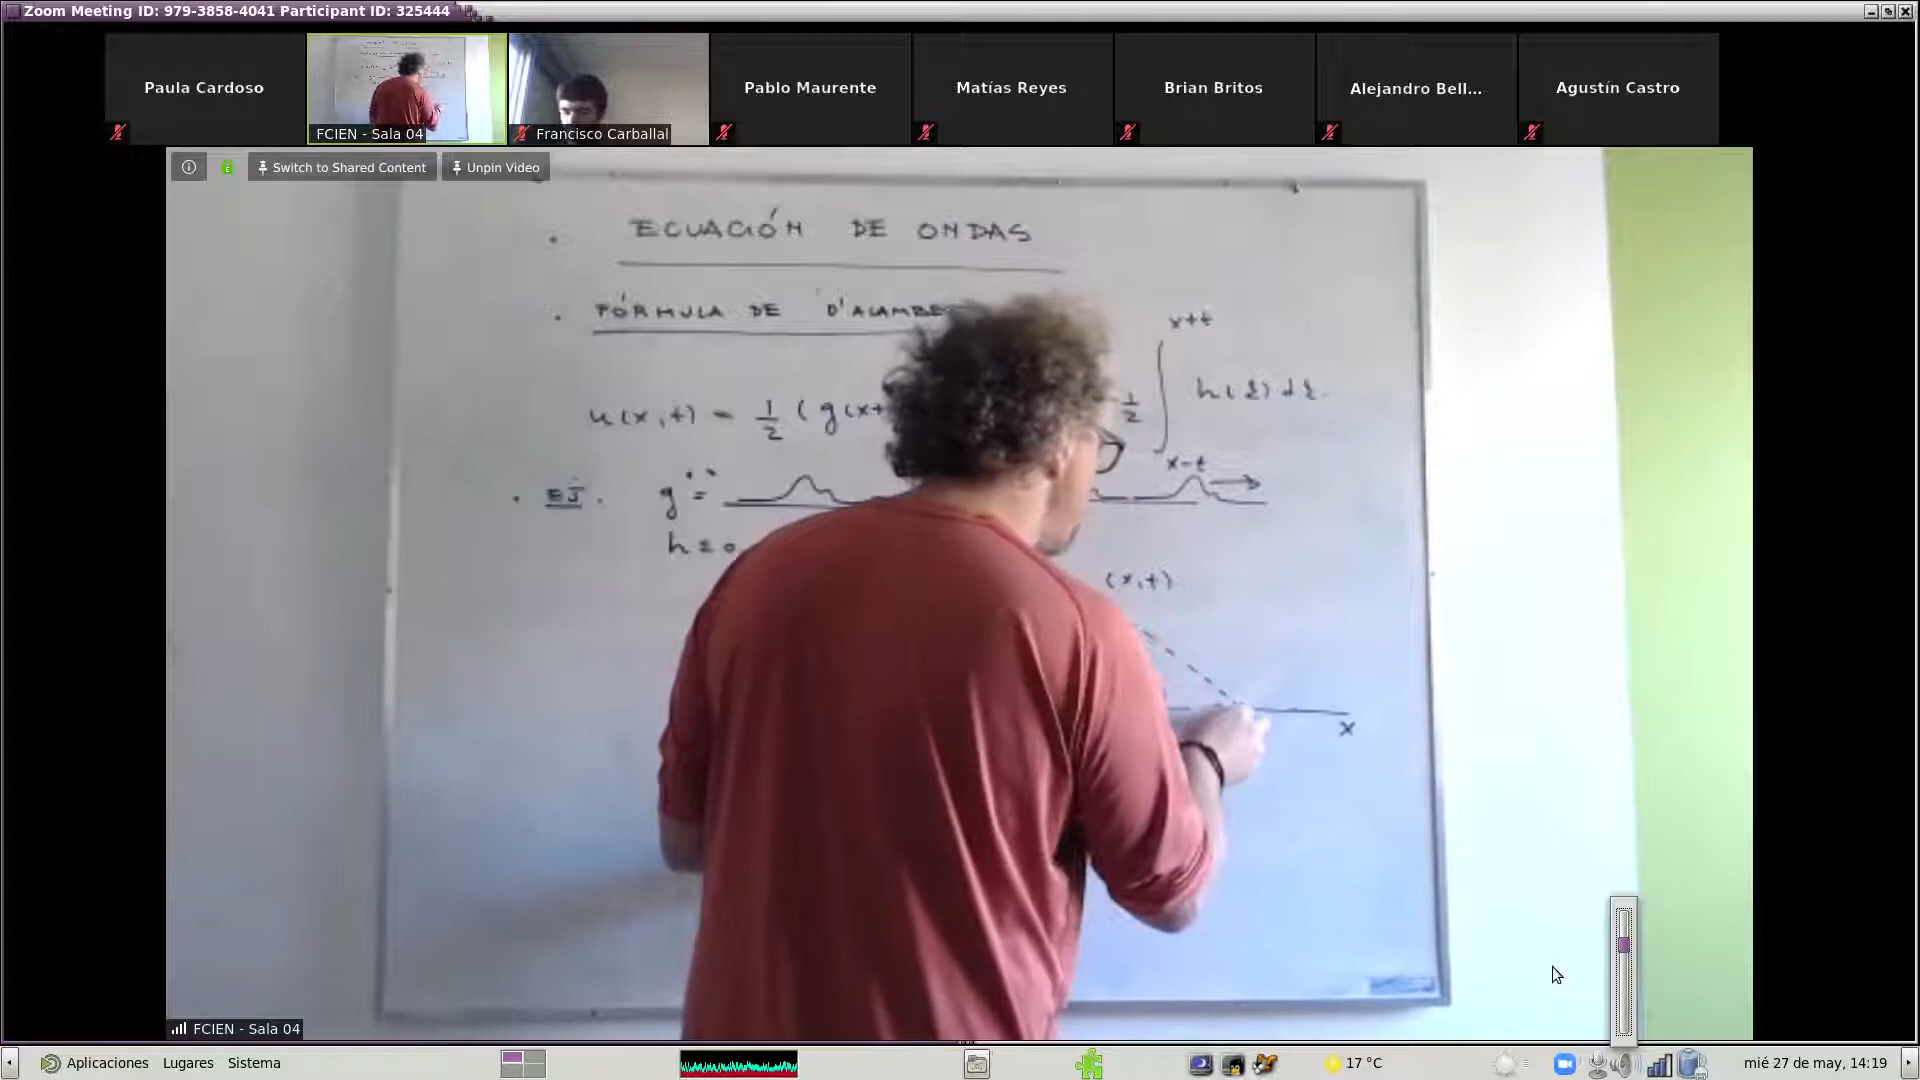 Zoom Meeting ID: 979-3858-4041 Participant ID: 325444
Paula Cardoso
FCIEN - Sala 04
Francisco Carballal
Pablo Maurente
Matías Reyes
Brian Britos
Alejandro Bell...
Agustín Castro
Switch to Shared Content
Unpin Video
. ECUACIÓN DE ONDAS
. FÓRMULA DE D'ALAMBE
x+t
u(x,t) = 1/2 (g(x+ 1/2 ∫ h(ξ) dξ.
x-t
. EJ. g =
h ≡ 0
(x,t)
x
FCIEN - Sala 04
Aplicaciones Lugares Sistema
17 °C
mié 27 de may, 14:19